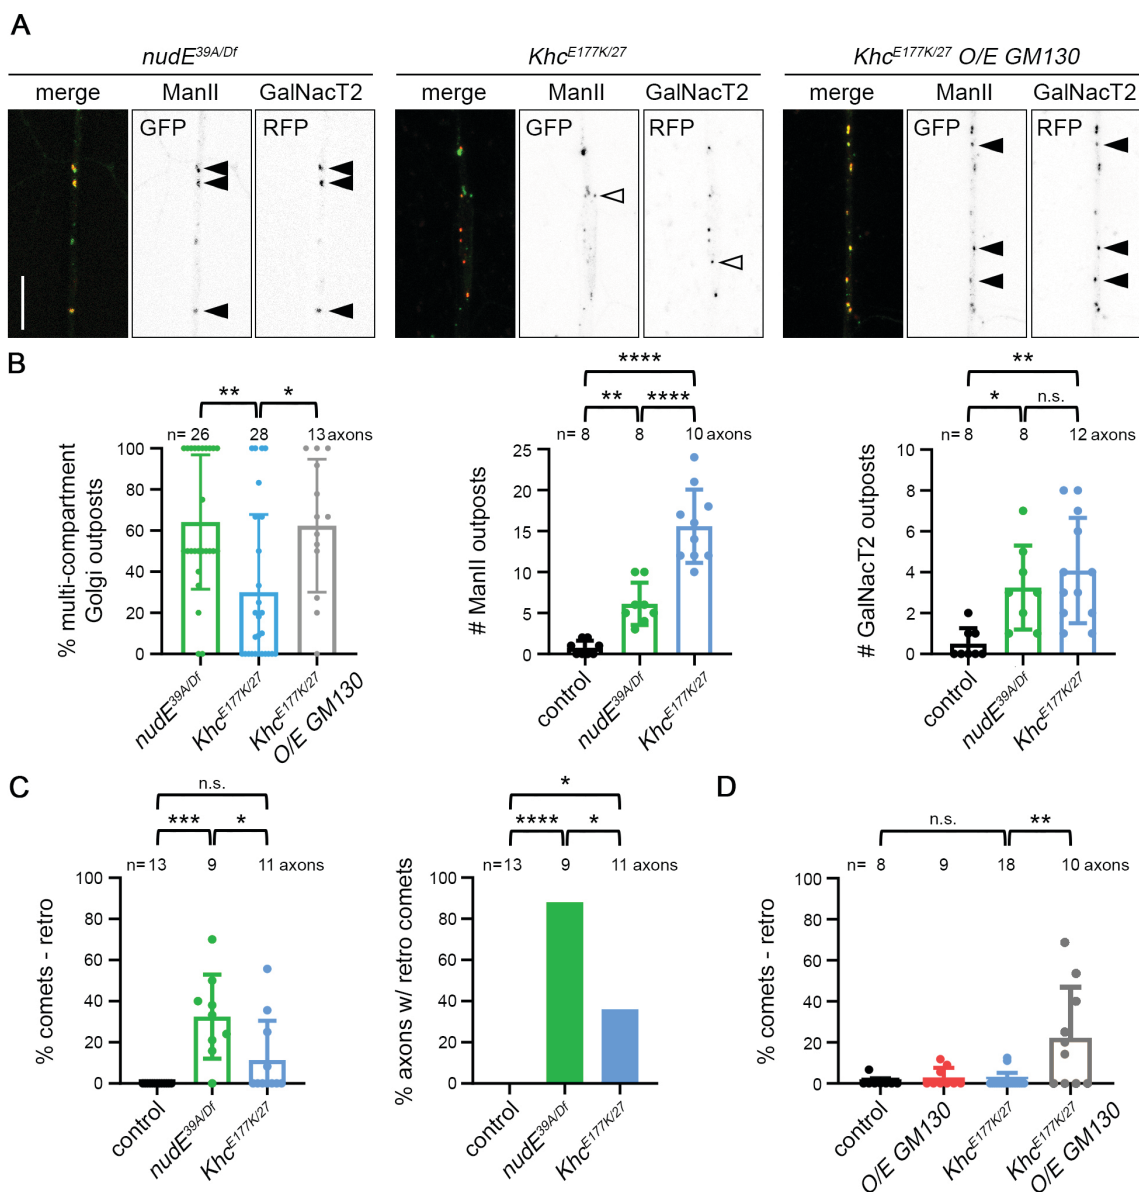 A
nudE39A/Df KhcE177K/27 KhcE177K/27 O/E GM130
merge ManII GalNacT2 merge ManII GalNacT2 merge ManII GalNacT2
GFP RFP GFP RFP GFP RFP
B
** *
n= 26 28 13 axons
% multi-compartment
Golgi outposts
100
80
60
40
20
0
nudE39A/Df
KhcE177K/27
KhcE177K/27
O/E GM130
****
** ****
n= 8 8 10 axons
# ManII outposts
25
20
15
10
5
0
control
nudE39A/Df
KhcE177K/27
**
* n.s.
n= 8 8 12 axons
# GalNacT2 outposts
10
8
6
4
2
0
control
nudE39A/Df
KhcE177K/27
C
n.s.
*** *
n= 13 9 11 axons
% comets - retro
100
80
60
40
20
0
control
nudE39A/Df
KhcE177K/27
*
**** *
n=13 9 11 axons
% axons w/ retro comets
100
80
60
40
20
0
control
nudE39A/Df
KhcE177K/27
D
n.s. **
n= 8 9 18 10 axons
% comets - retro
100
80
60
40
20
0
control
O/E GM130
KhcE177K/27
KhcE177K/27
O/E GM130